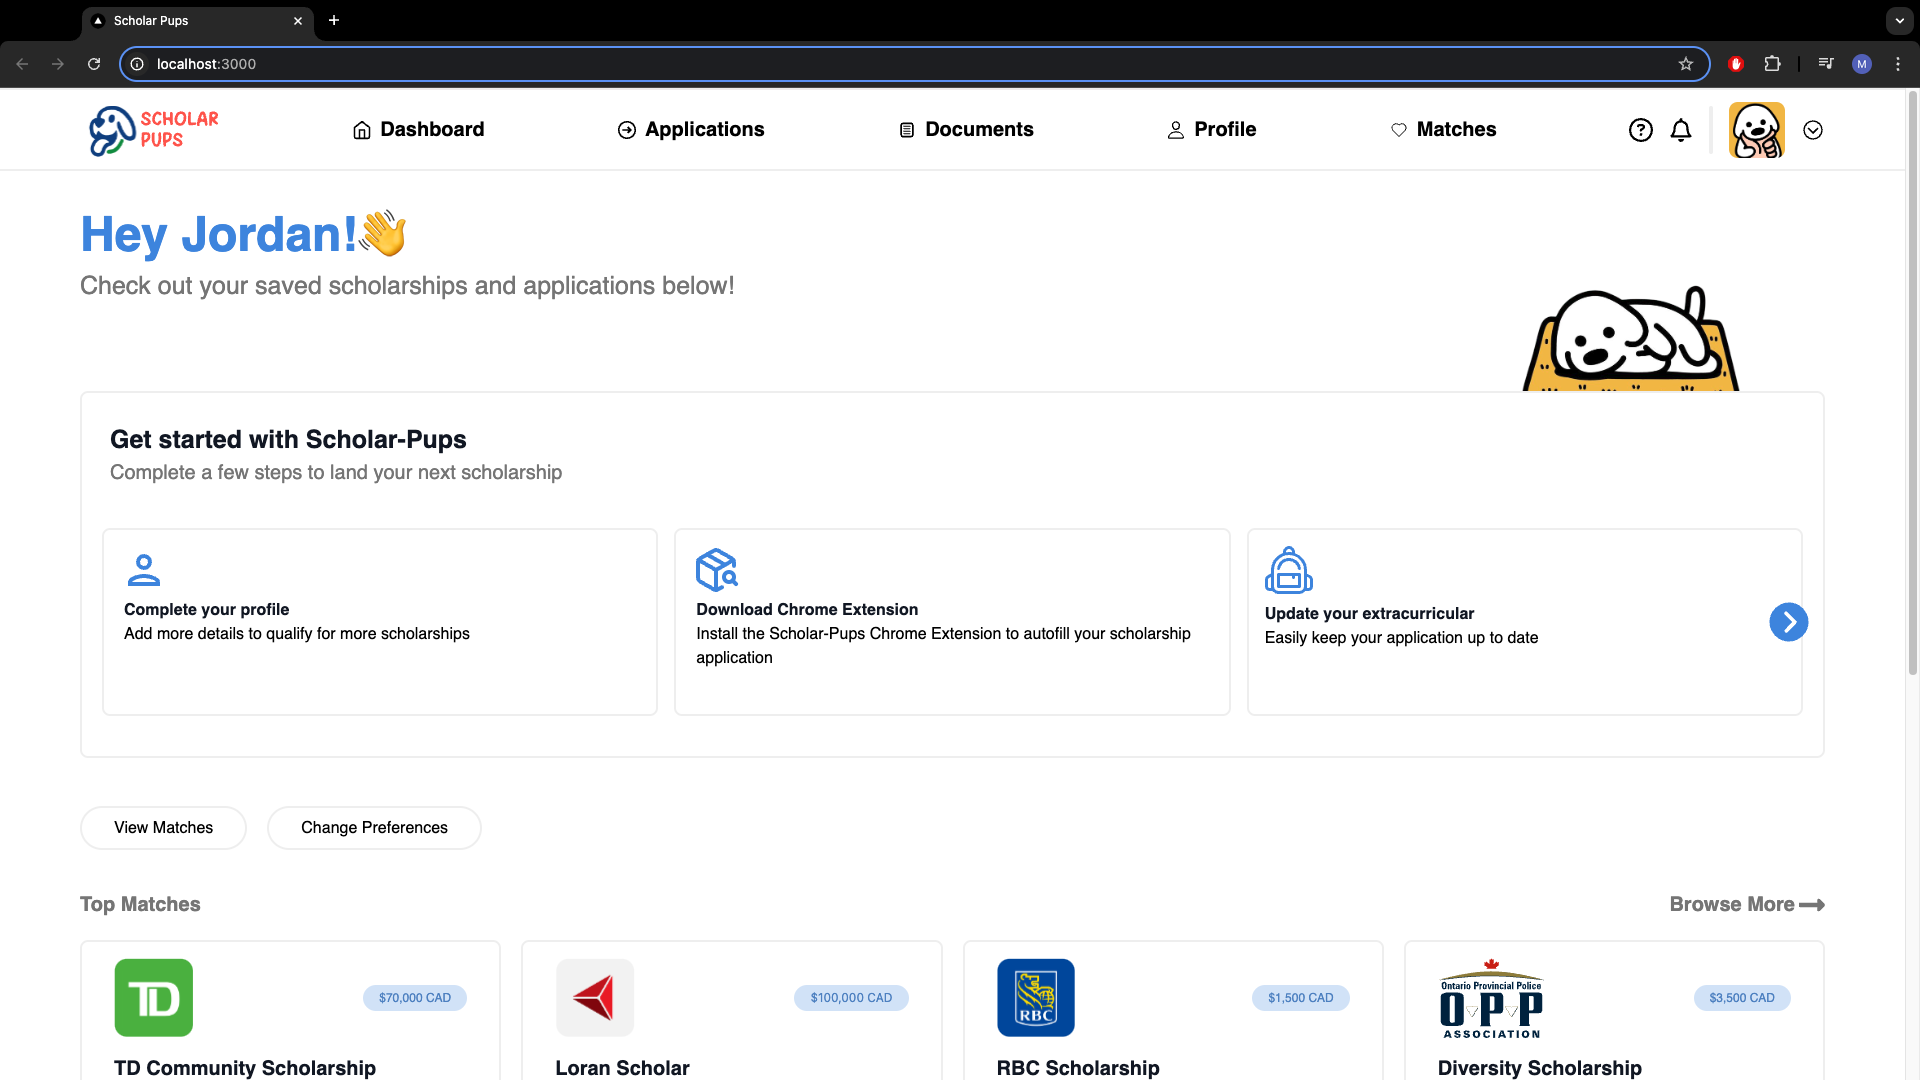 Scholar Pups
localhost:3000
M
SCHOLAR
PUPS
Dashboard
Applications
Documents
Profile
Matches
Hey Jordan!👋
Check out your saved scholarships and applications below!
Get started with Scholar-Pups
Complete a few steps to land your next scholarship
Complete your profile
Add more details to qualify for more scholarships
Download Chrome Extension
Install the Scholar-Pups Chrome Extension to autofill your scholarship
application
Update your extracurricular
Easily keep your application up to date
View Matches
Change Preferences
Top Matches
Browse More
TD
$70,000 CAD
TD Community Scholarship
$100,000 CAD
Loran Scholar
RBC
$1,500 CAD
RBC Scholarship
Ontario Provincial Police
OPP
ASSOCIATION
$3,500 CAD
Diversity Scholarship